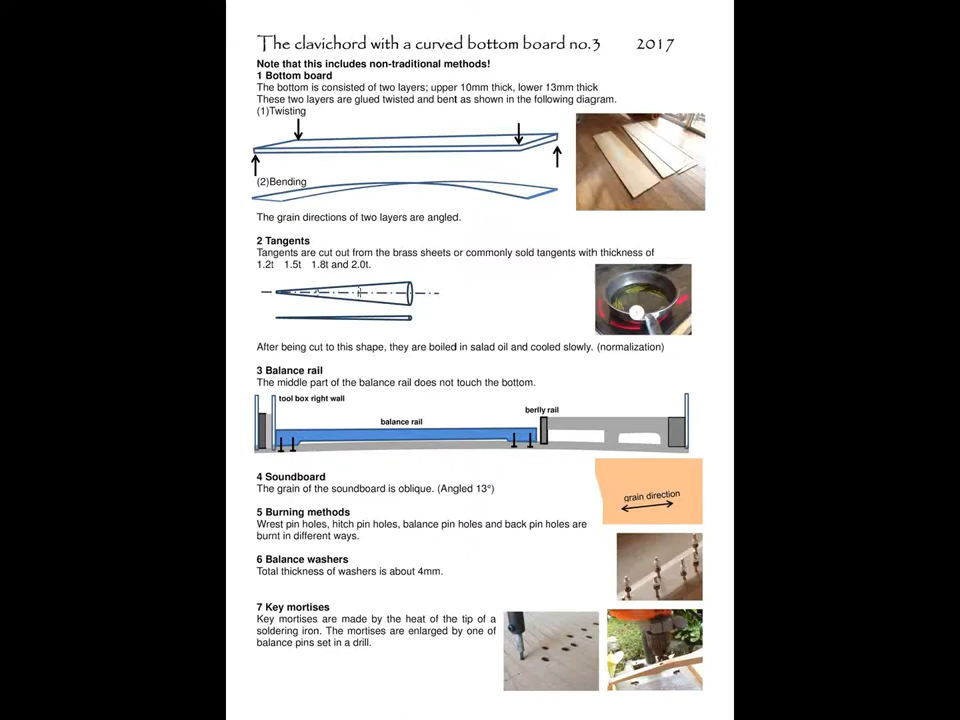 The clavichord with a curved bottom board no.3 2017
Note that this includes non-traditional methods!
1 Bottom board
The bottom is consisted of two layers; upper 10mm thick, lower 13mm thick
These two layers are glued twisted and bent as shown in the following diagram.
(1)Twisting
(2)Bending
The grain directions of two layers are angled.
2 Tangents
Tangents are cut out from the brass sheets or commonly sold tangents with thickness of
1.2t 1.5t 1.8t and 2.0t.
After being cut to this shape, they are boiled in salad oil and cooled slowly. (normalization)
3 Balance rail
The middle part of the balance rail does not touch the bottom.
tool box right wall
balance rail
berlly rail
4 Soundboard
The grain of the soundboard is oblique. (Angled 13°)
grain direction
5 Burning methods
Wrest pin holes, hitch pin holes, balance pin holes and back pin holes are
burnt in different ways.
6 Balance washers
Total thickness of washers is about 4mm.
7 Key mortises
Key mortises are made by the heat of the tip of a
soldering iron. The mortises are enlarged by one of
balance pins set in a drill.